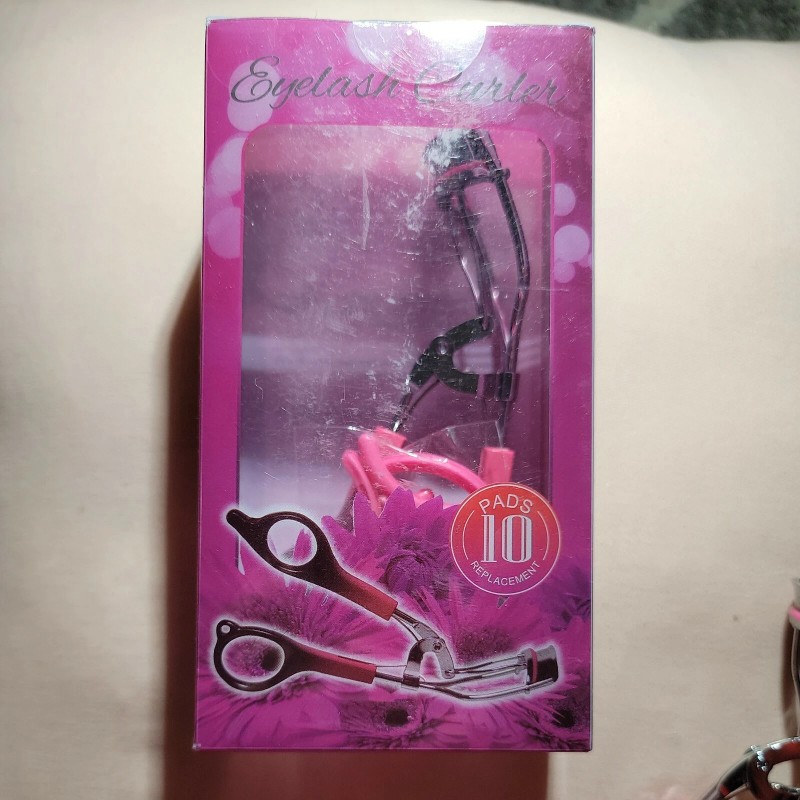 Eyelash Curler
PADS
10
REPLACEMENT